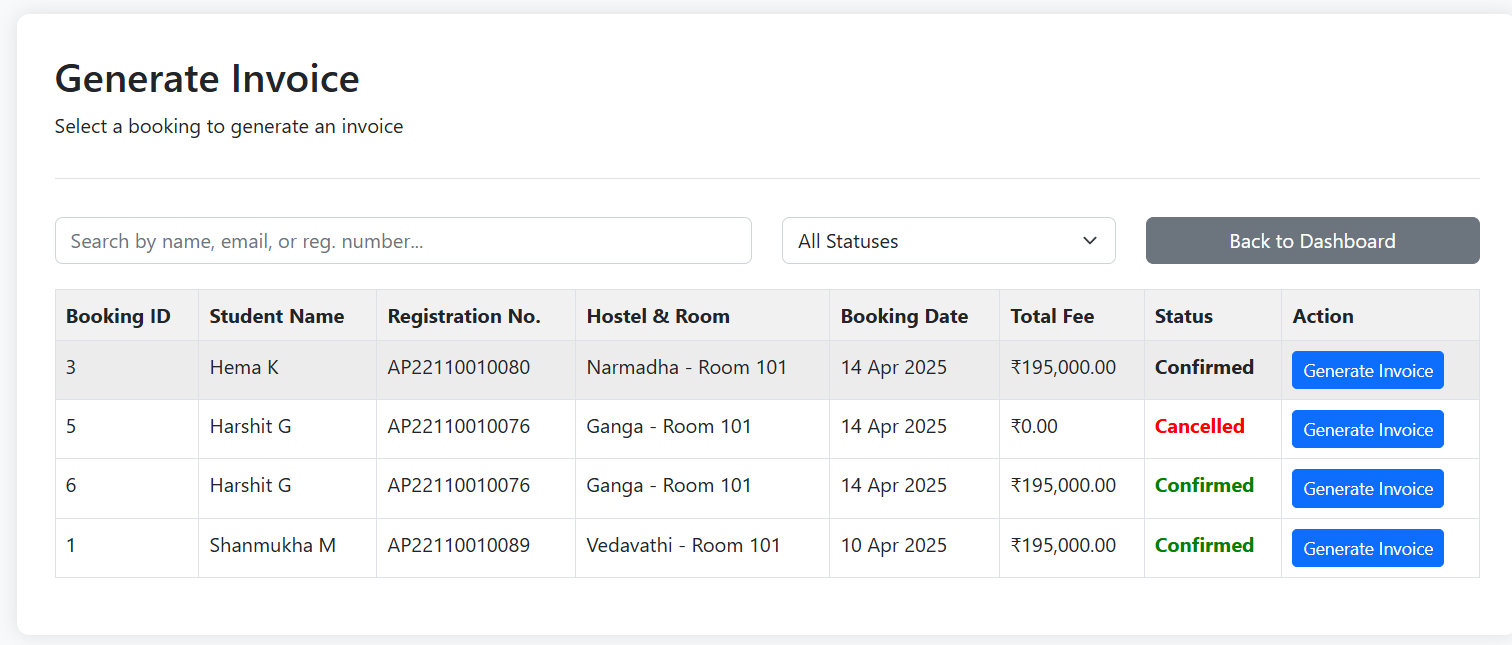 Generate Invoice
Select a booking to generate an invoice
Search by name, email, or reg. number... All Statuses Back to Dashboard
Booking ID Student Name Registration No. Hostel & Room Booking Date Total Fee Status Action
3 Hema K AP22110010080 Narmadha - Room 101 14 Apr 2025 ₹195,000.00 Confirmed Generate Invoice
5 Harshit G AP22110010076 Ganga - Room 101 14 Apr 2025 ₹0.00 Cancelled Generate Invoice
6 Harshit G AP22110010076 Ganga - Room 101 14 Apr 2025 ₹195,000.00 Confirmed Generate Invoice
1 Shanmukha M AP22110010089 Vedavathi - Room 101 10 Apr 2025 ₹195,000.00 Confirmed Generate Invoice